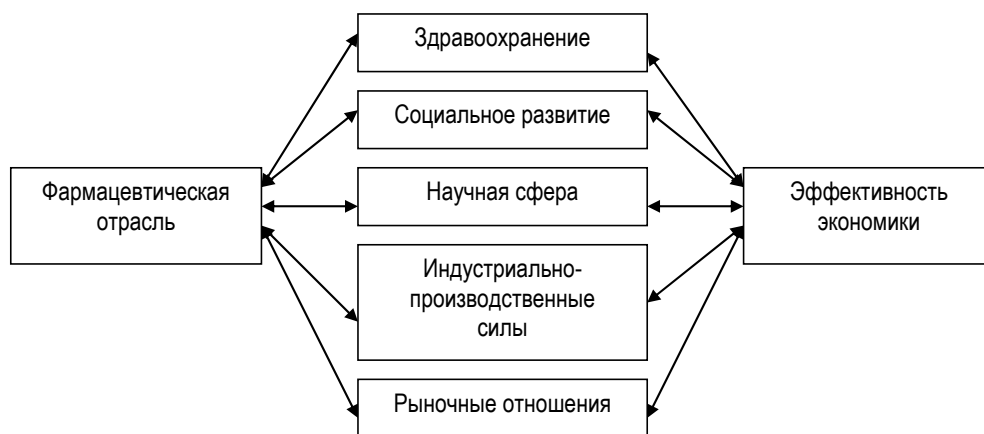 Здравоохранение
Социальное развитие
Фармацевтическая
отрасль
Научная сфера
Эффективность
экономики
Индустриально-
производственные
силы
Рыночные отношения